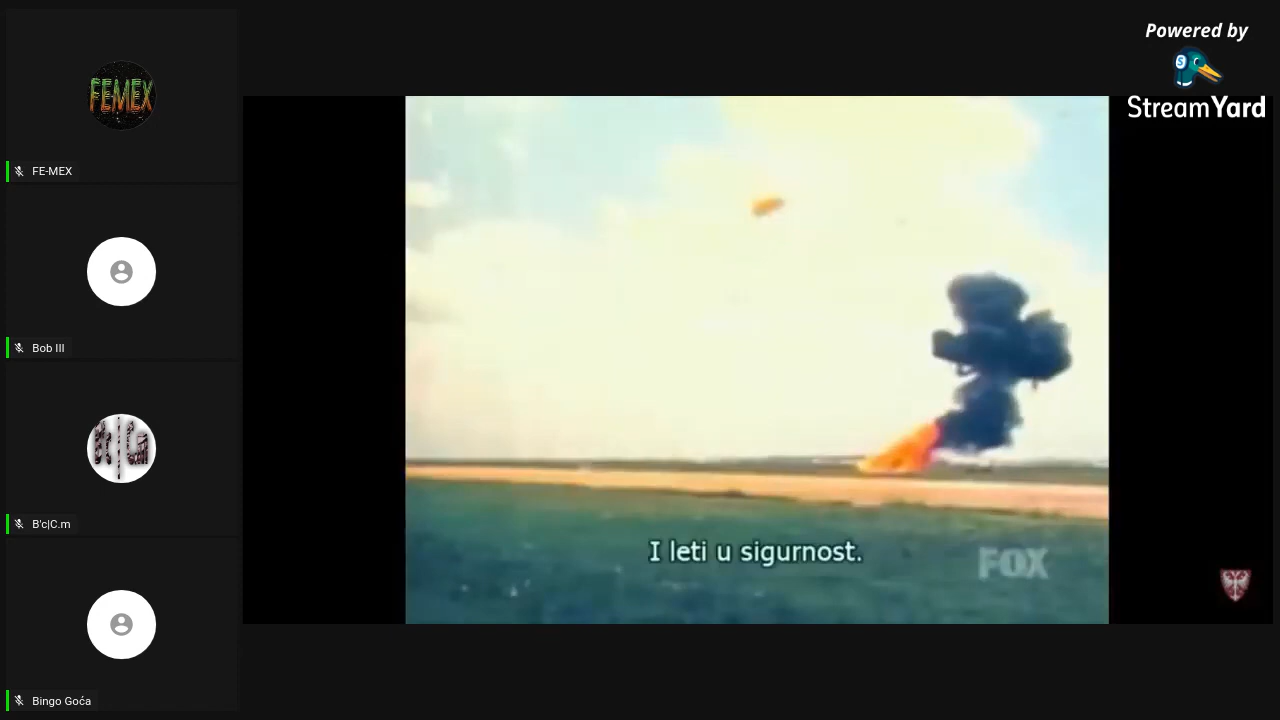 Powered by
StreamYard
FEMEX
FE-MEX
Bob III
B'c|C.m
Bingo Goća
I leti u sigurnost.
FOX